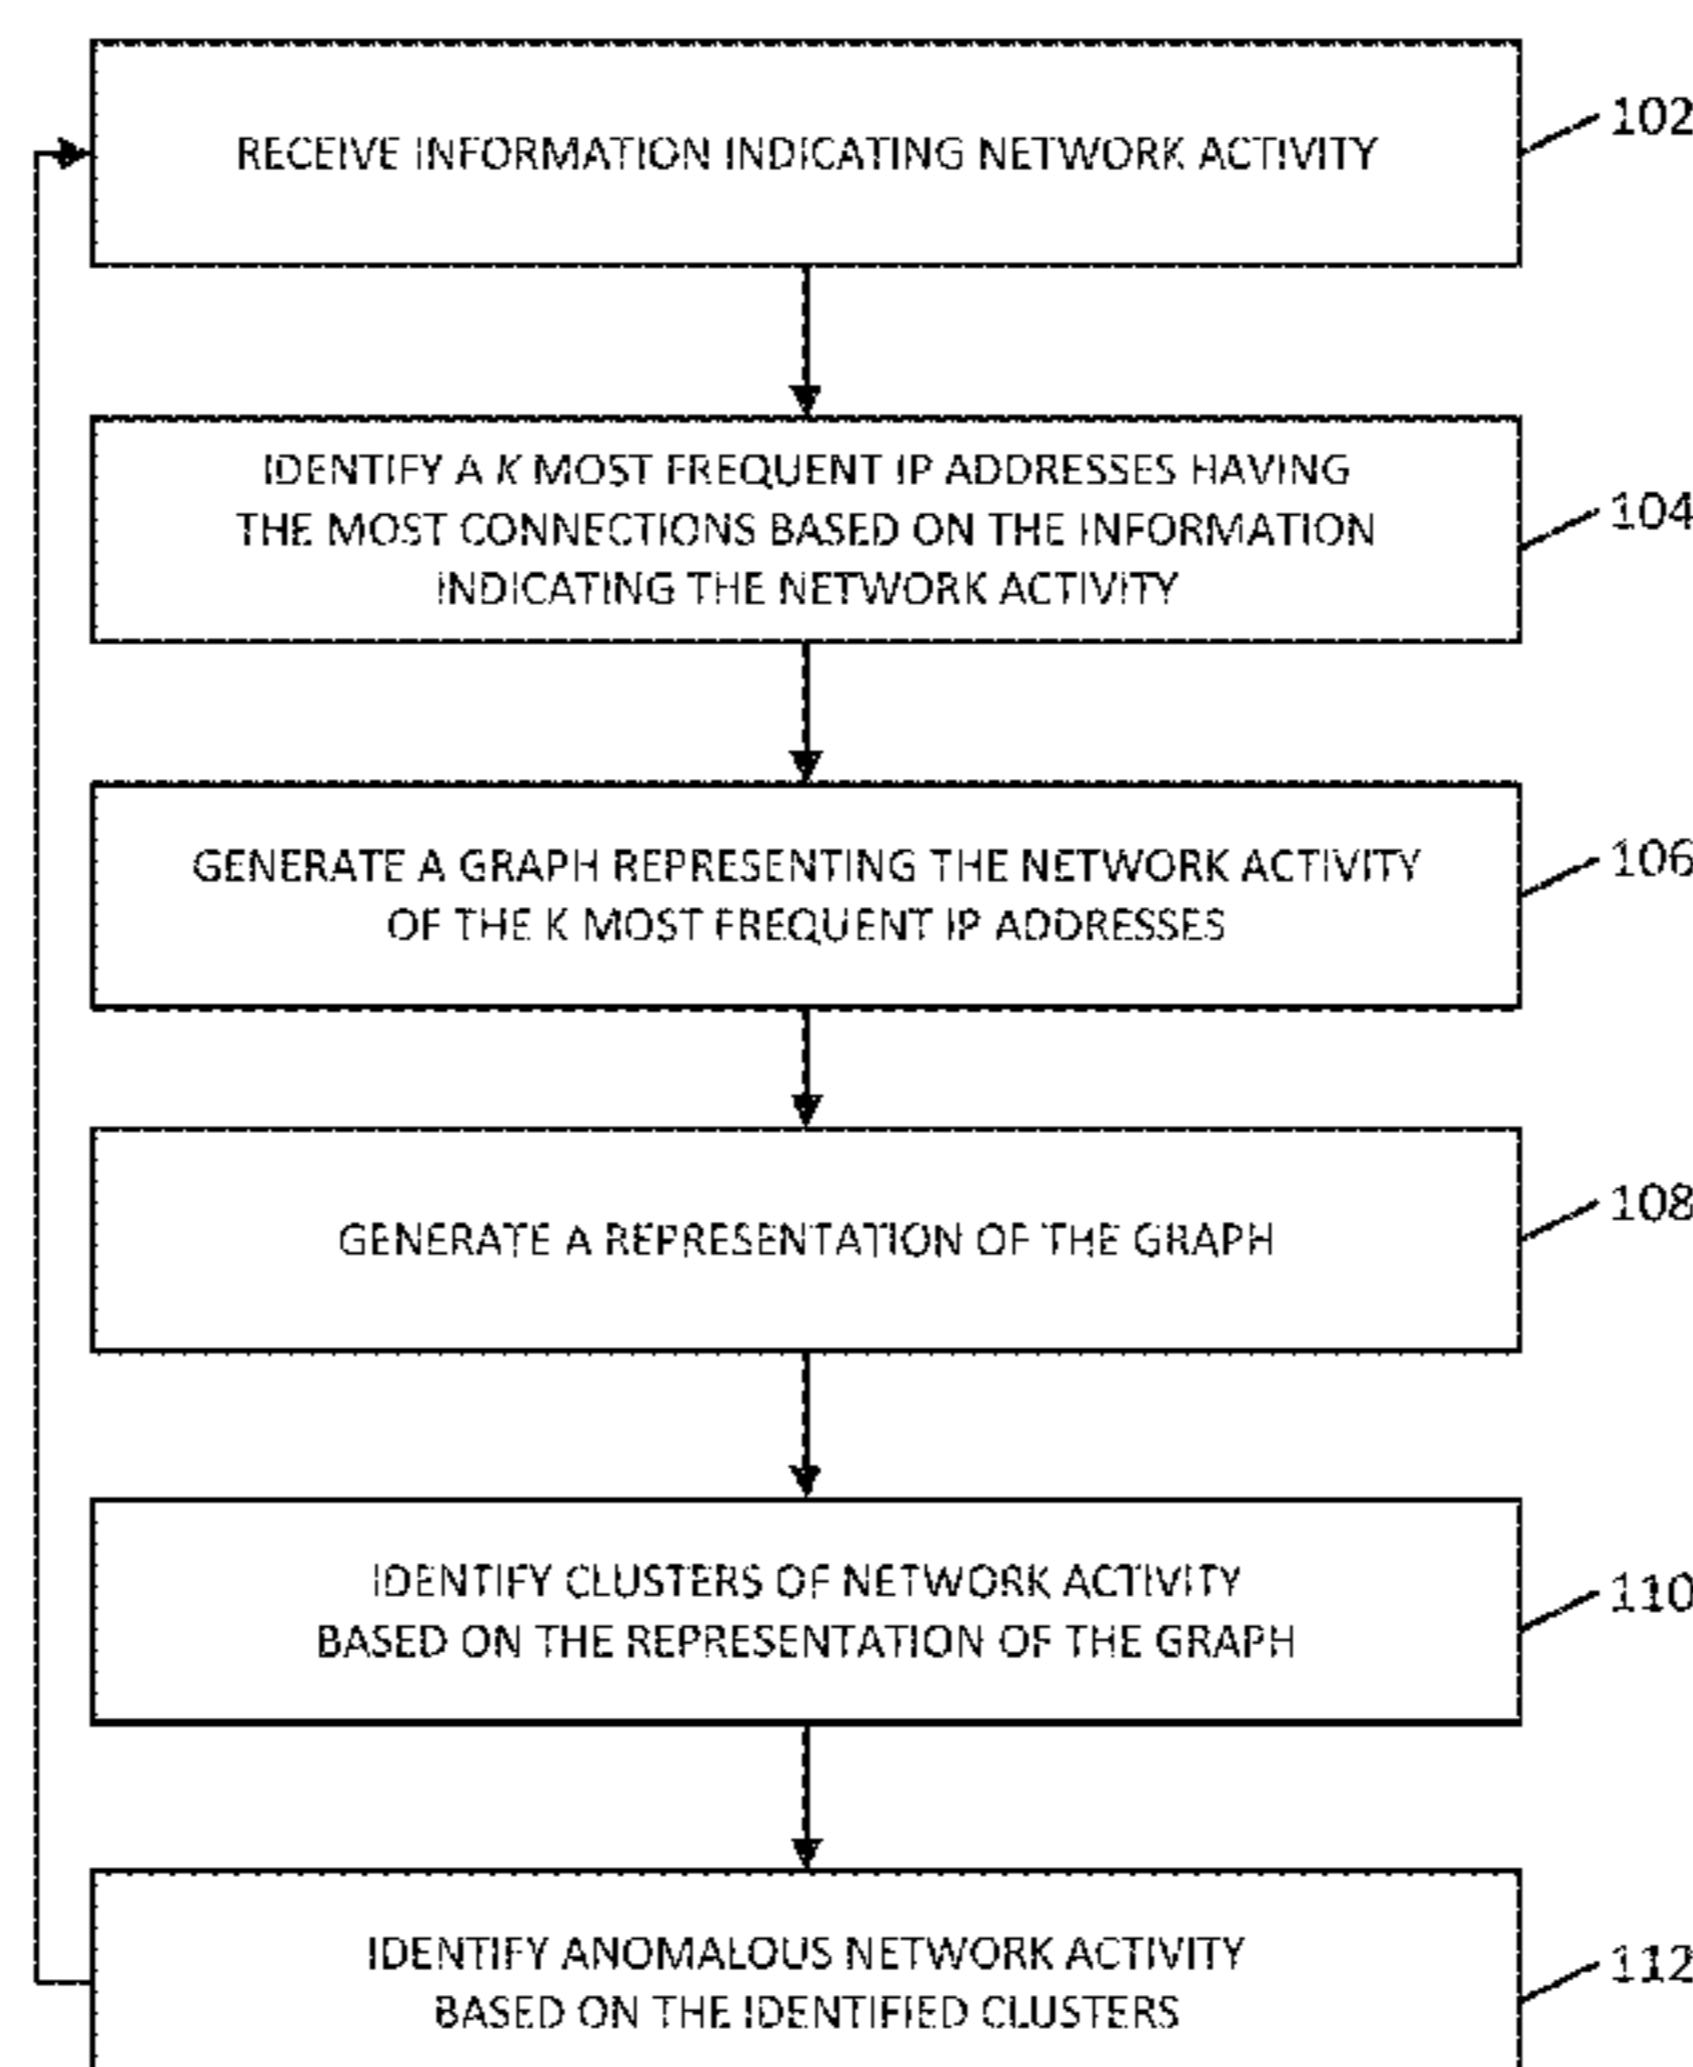 RECEIVE INFORMATION INDICATING NETWORK ACTIVITY
102
IDENTIFY A K MOST FREQUENT IP ADDRESSES HAVING
THE MOST CONNECTIONS BASED ON THE INFORMATION
INDICATING THE NETWORK ACTIVITY
104
GENERATE A GRAPH REPRESENTING THE NETWORK ACTIVITY
OF THE K MOST FREQUENT IP ADDRESSES
106
GENERATE A REPRESENTATION OF THE GRAPH
108
IDENTIFY CLUSTERS OF NETWORK ACTIVITY
BASED ON THE REPRESENTATION OF THE GRAPH
110
IDENTIFY ANOMALOUS NETWORK ACTIVITY
BASED ON THE IDENTIFIED CLUSTERS
112